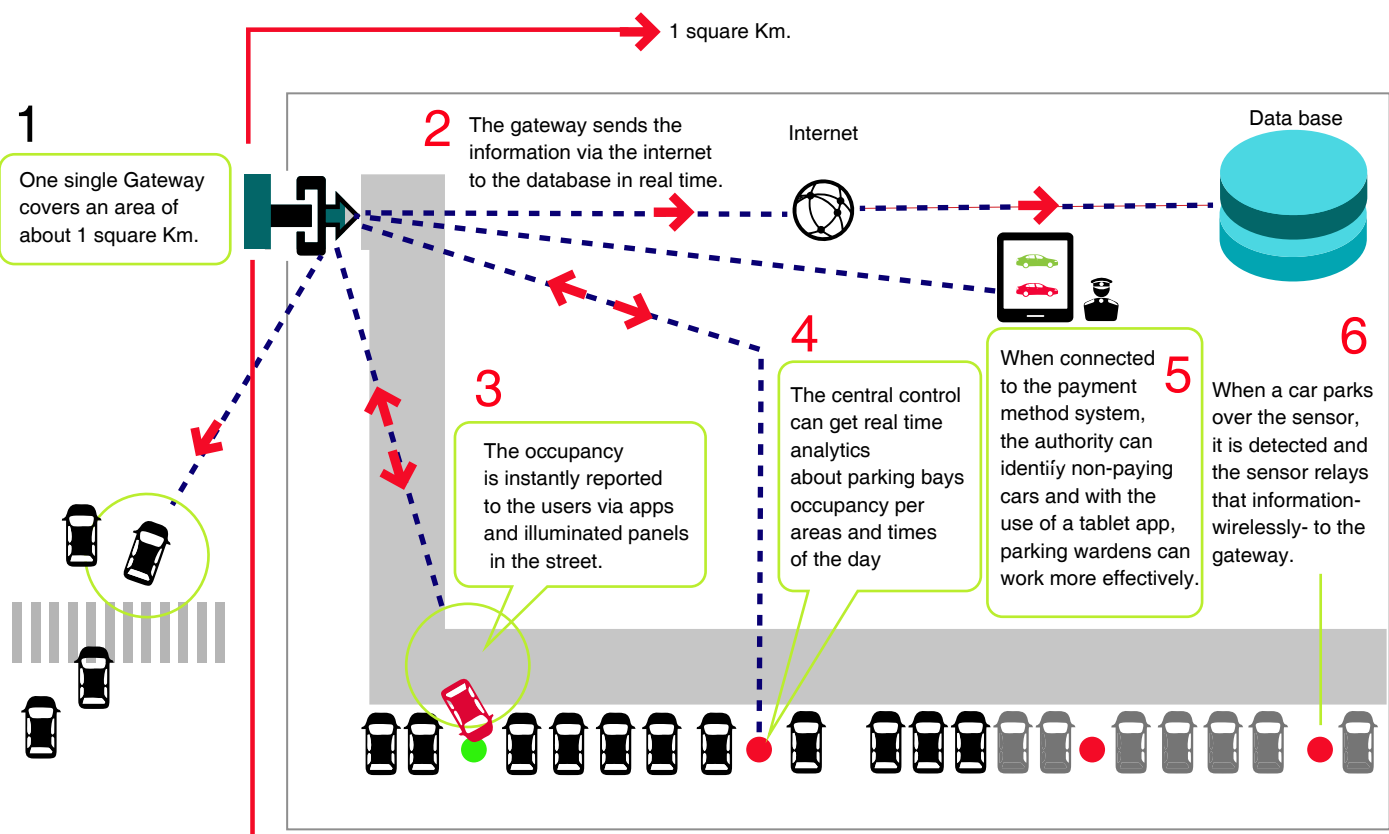 1 square Km.
1
One single Gateway
covers an area of
about 1 square Km.
2
The gateway sends the
information via the internet
to the database in real time.
Internet
Data base
3
The occupancy
is instantly reported
to the users via apps
and illuminated panels
in the street.
4
The central control
can get real time
analytics
about parking bays
occupancy per
areas and times
of the day
5
When connected
to the payment
method system,
the authority can
identiíy non-paying
cars and with the
use of a tablet app,
parking wardens can
work more effectively.
6
When a car parks
over the sensor,
it is detected and
the sensor relays
that information-
wirelessly- to the
gateway.